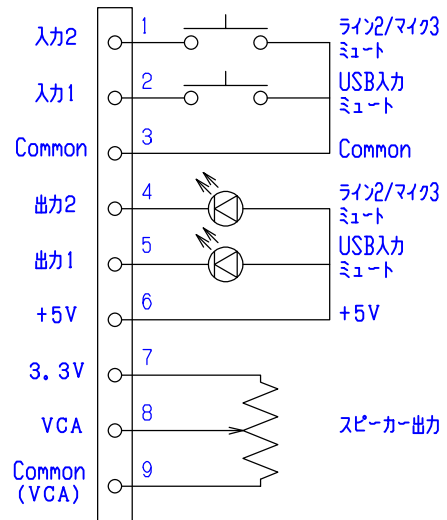 入力2 1 ライン2/マイク3
ミュート
入力1 2 USB入力
ミュート
Common 3 Common
出力2 4 ライン2/マイク3
ミュート
出力1 5 USB入力
ミュート
+5V 6 +5V
3.3V 7
VCA 8 スピーカー出力
Common 9
(VCA)